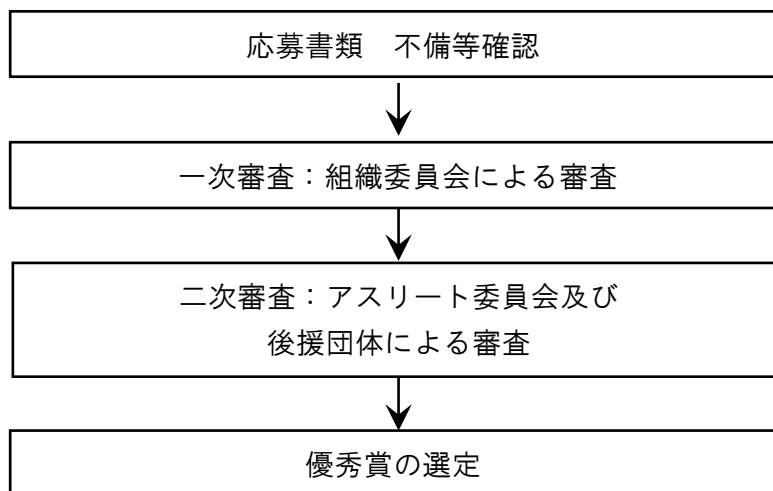 応募書類　不備等確認
一次審査：組織委員会による審査
二次審査：アスリート委員会及び
後援団体による審査
優秀賞の選定